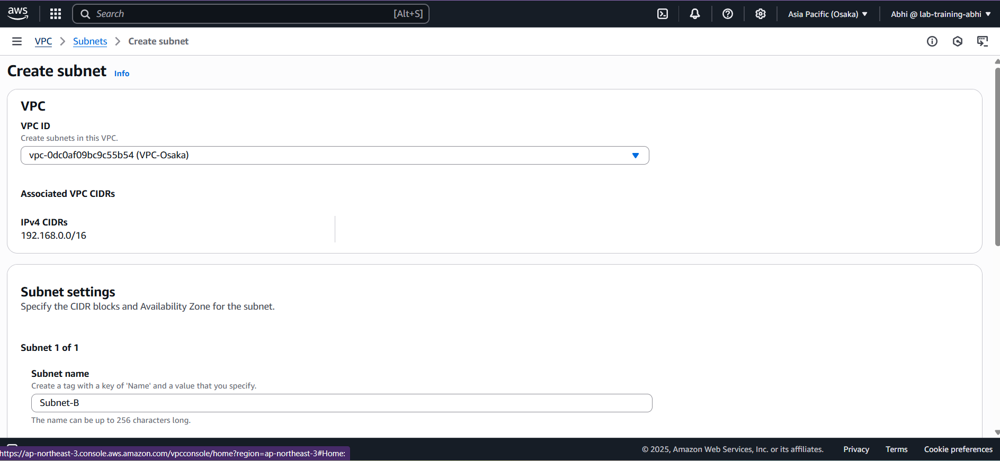 aws
Search [Alt+S]
Asia Pacific (Osaka)
Abhi @ lab-training-abhi
VPC > Subnets > Create subnet
Create subnet Info
VPC
VPC ID
Create subnets in this VPC.
vpc-0dc0af09bc9c55b54 (VPC-Osaka)
Associated VPC CIDRs
IPv4 CIDRs
192.168.0.0/16
Subnet settings
Specify the CIDR blocks and Availability Zone for the subnet.
Subnet 1 of 1
Subnet name
Create a tag with a key of 'Name' and a value that you specify.
Subnet-B
The name can be up to 256 characters long.
https://ap-northeast-3.console.aws.amazon.com/vpcconsole/home?region=ap-northeast-3#Home:
© 2025, Amazon Web Services, Inc. or its affiliates. Privacy Terms Cookie preferences